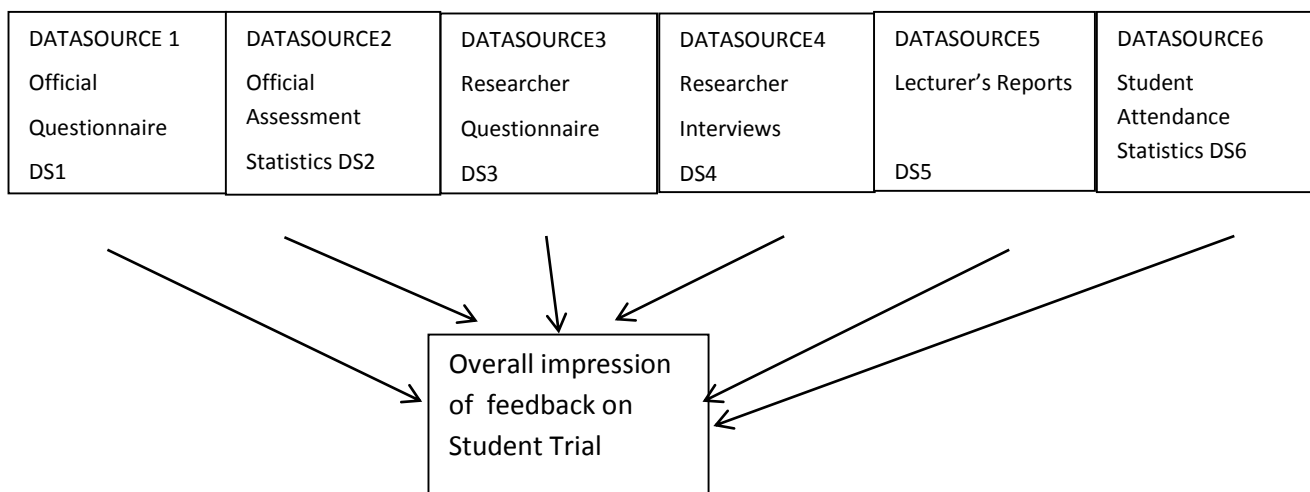 DATASOURCE 1
Official
Questionnaire
DS1
DATASOURCE2
Official
Assessment
Statistics DS2
DATASOURCE3
Researcher
Questionnaire
DS3
DATASOURCE4
Researcher
Interviews
DS4
DATASOURCE5
Lecturer’s Reports
DS5
DATASOURCE6
Student
Attendance
Statistics DS6
Overall impression
of feedback on
Student Trial